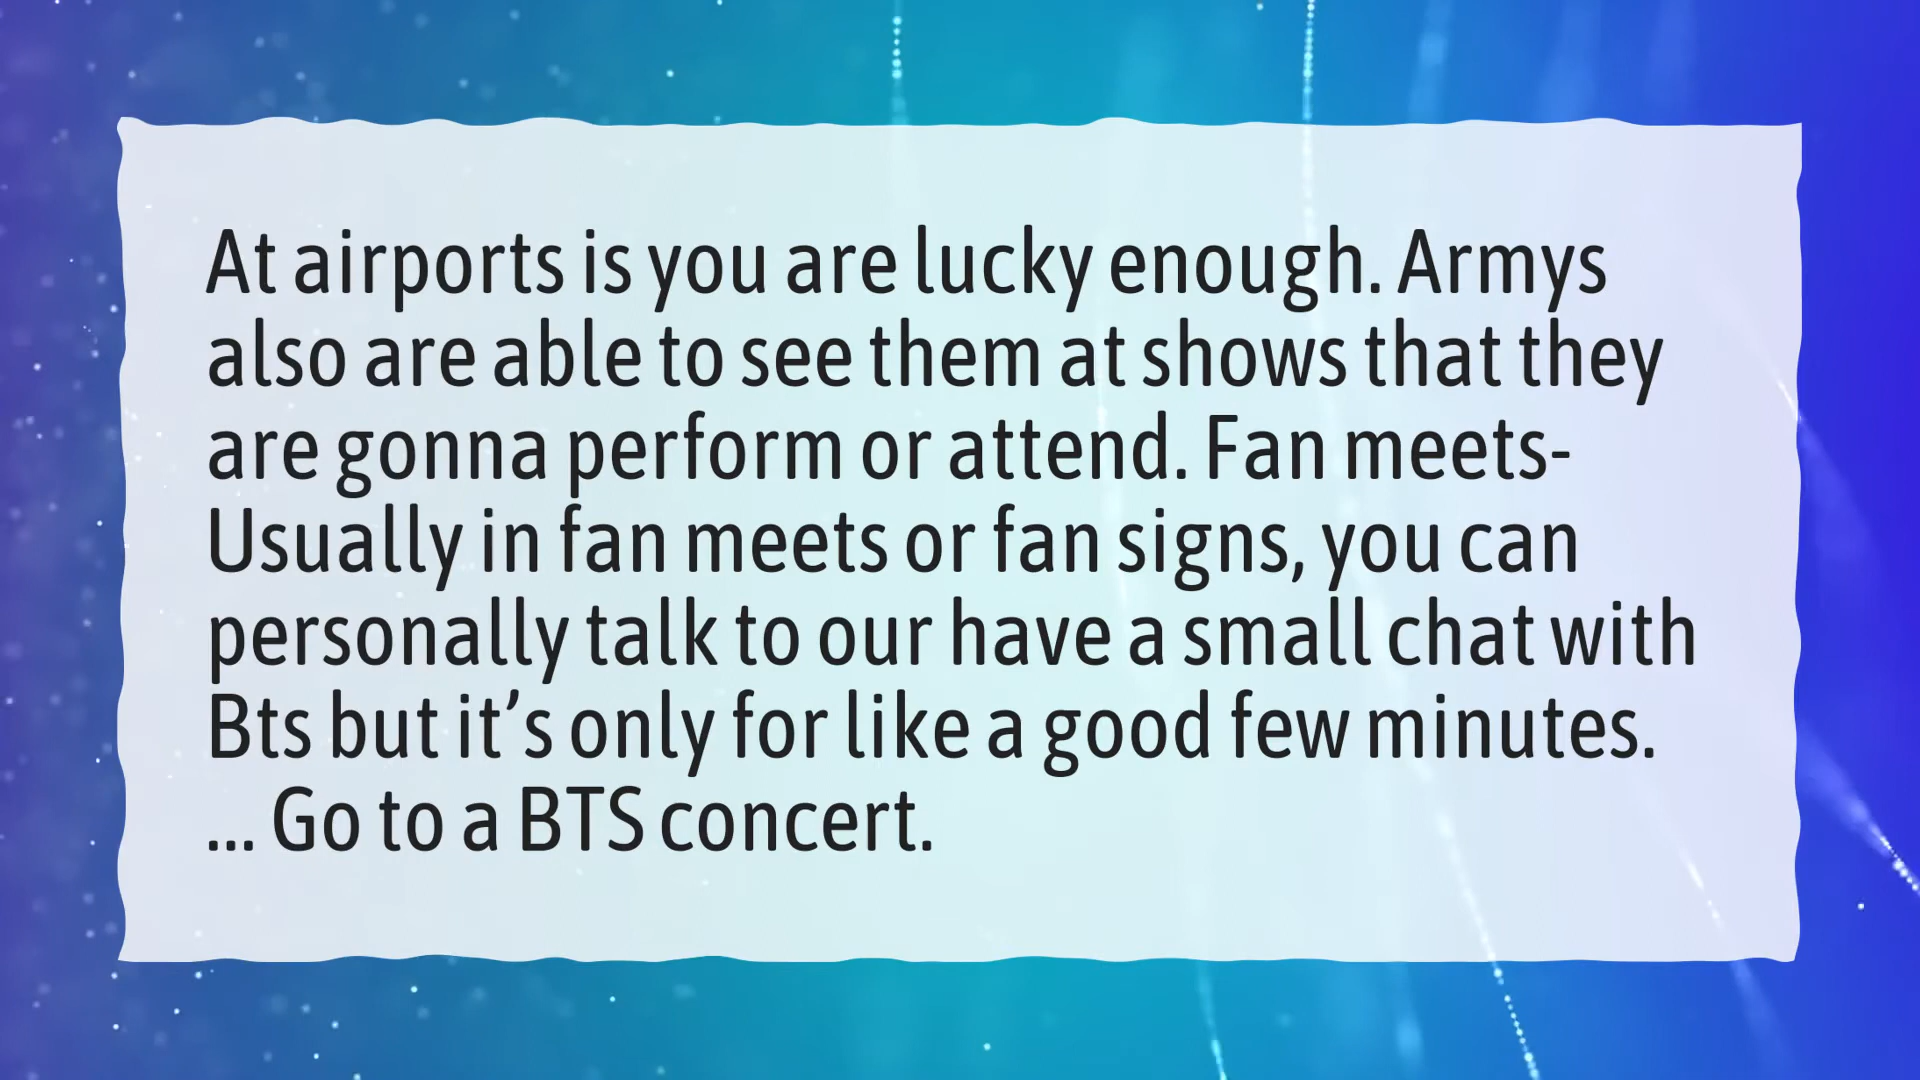 At airports is you are lucky enough. Armys
also are able to see them at shows that they
are gonna perform or attend. Fan meets-
Usually in fan meets or fan signs, you can
personally talk to our have a small chat with
Bts but it’s only for like a good few minutes.
... Go to a BTS concert.